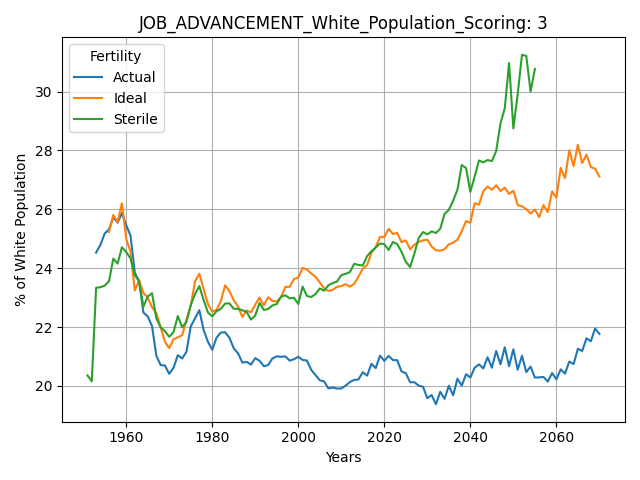 JOB_ADVANCEMENT_White_Population_Scoring: 3
Fertility
Actual
Ideal
Sterile
% of White Population
30
28
26
24
22
20
1960 1980 2000 2020 2040 2060
Years